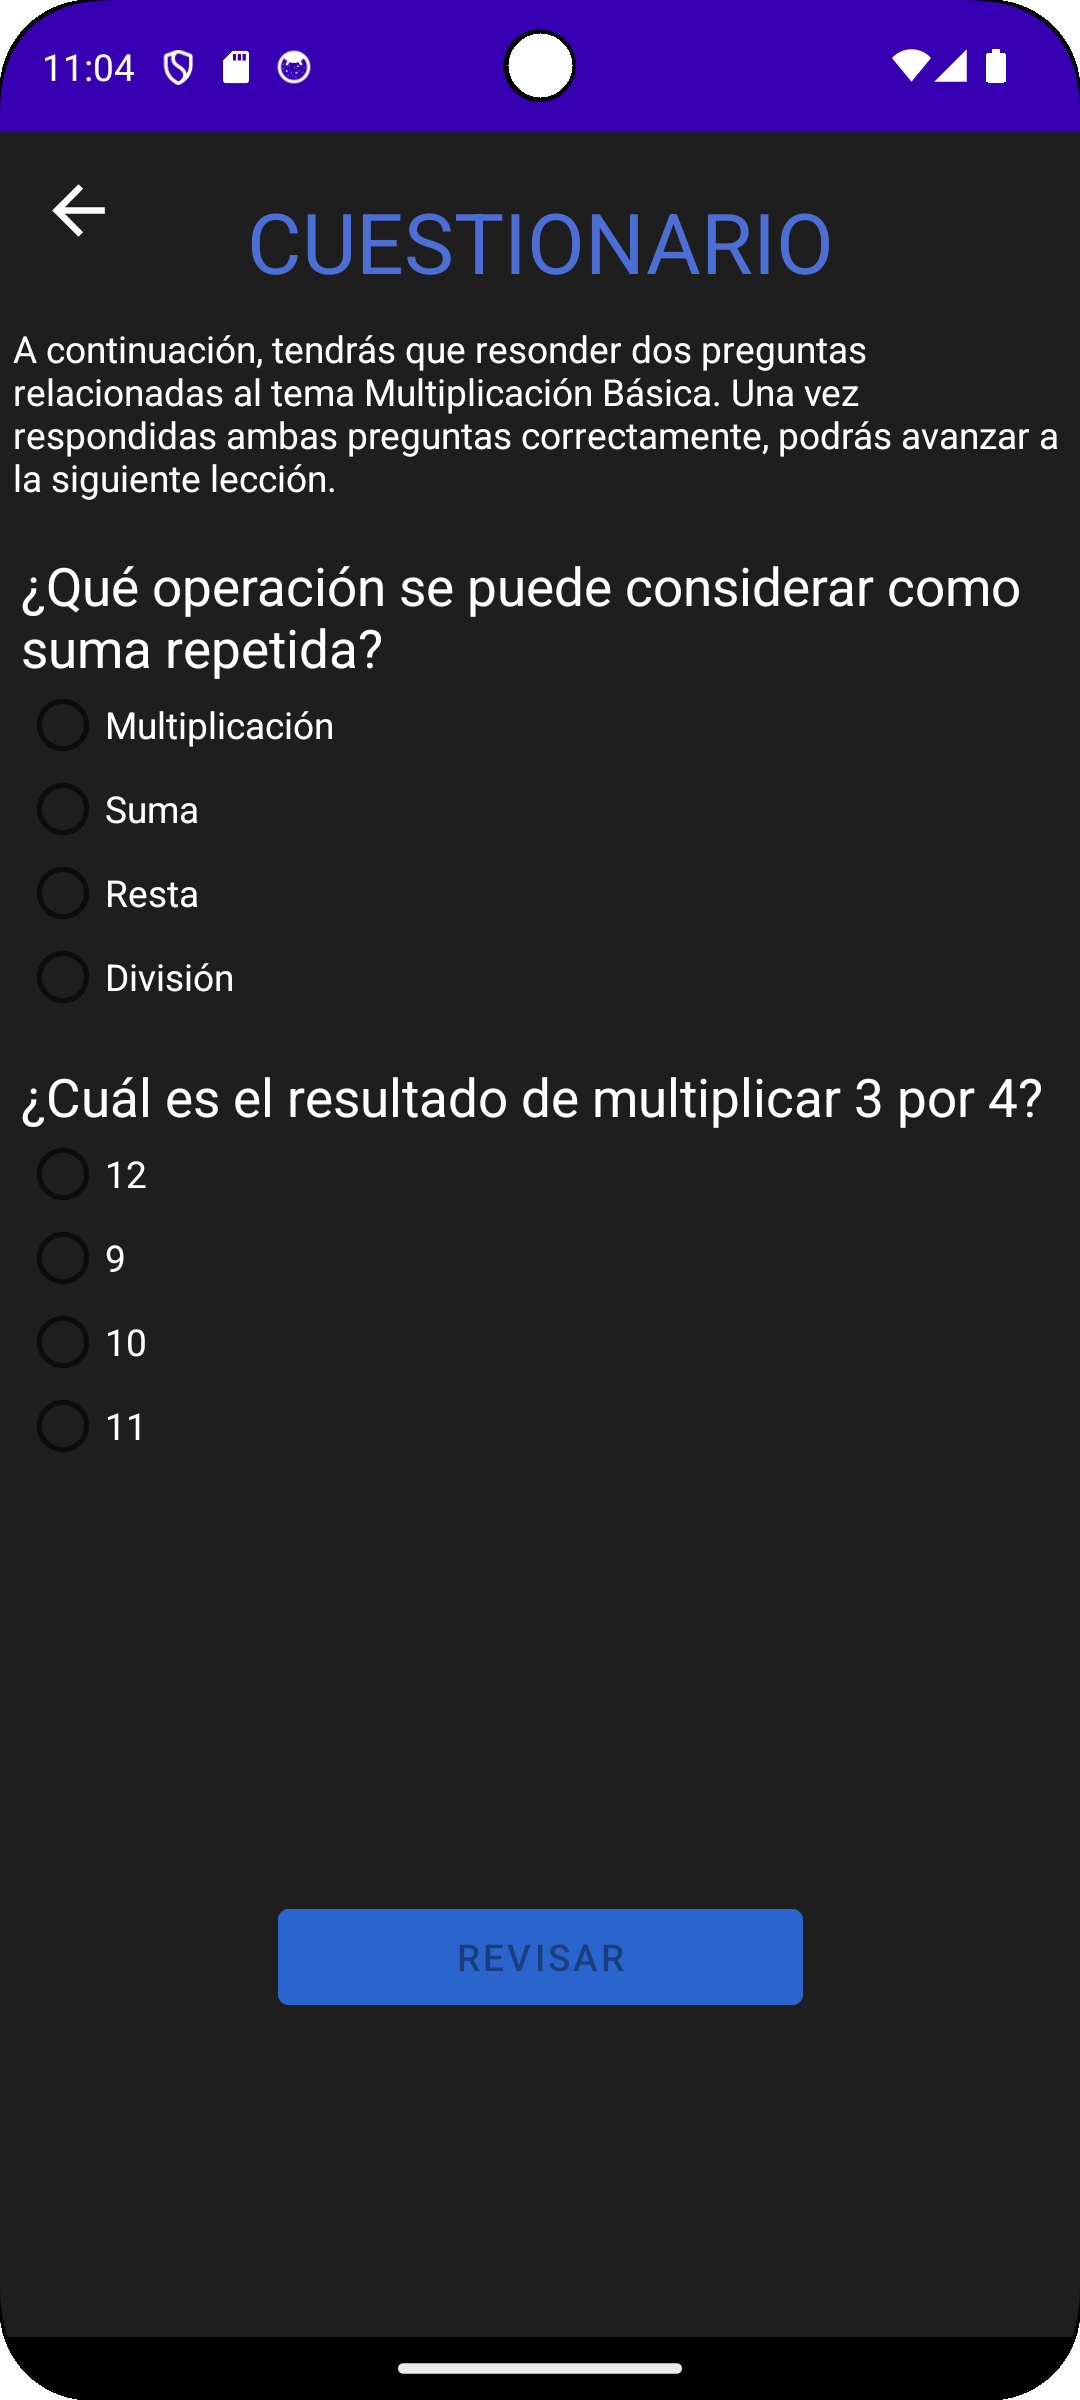 11:04
CUESTIONARIO
A continuación, tendrás que resonder dos preguntas
relacionadas al tema Multiplicación Básica. Una vez
respondidas ambas preguntas correctamente, podrás avanzar a
la siguiente lección.
¿Qué operación se puede considerar como
suma repetida?
Multiplicación
Suma
Resta
División
¿Cuál es el resultado de multiplicar 3 por 4?
12
9
10
11
REVISAR